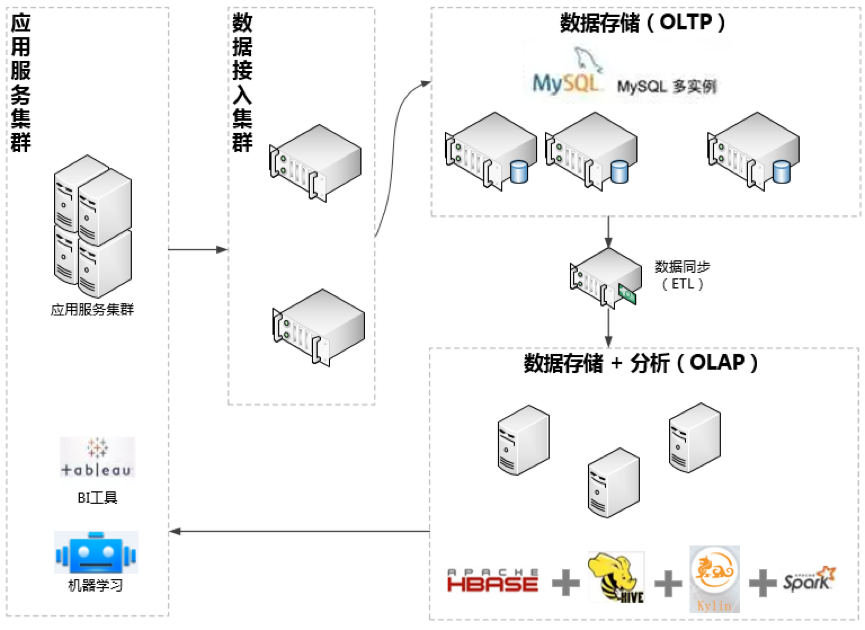 应用服务集群
应用服务集群
+ableau
BI工具
机器学习
数据接入集群
数据存储（OLTP）
MySQL
MySQL 多实例
数据同步
（ETL）
数据存储 + 分析（OLAP）
APACHE
HBASE
HIVE
Kylin
APACHE
Spark